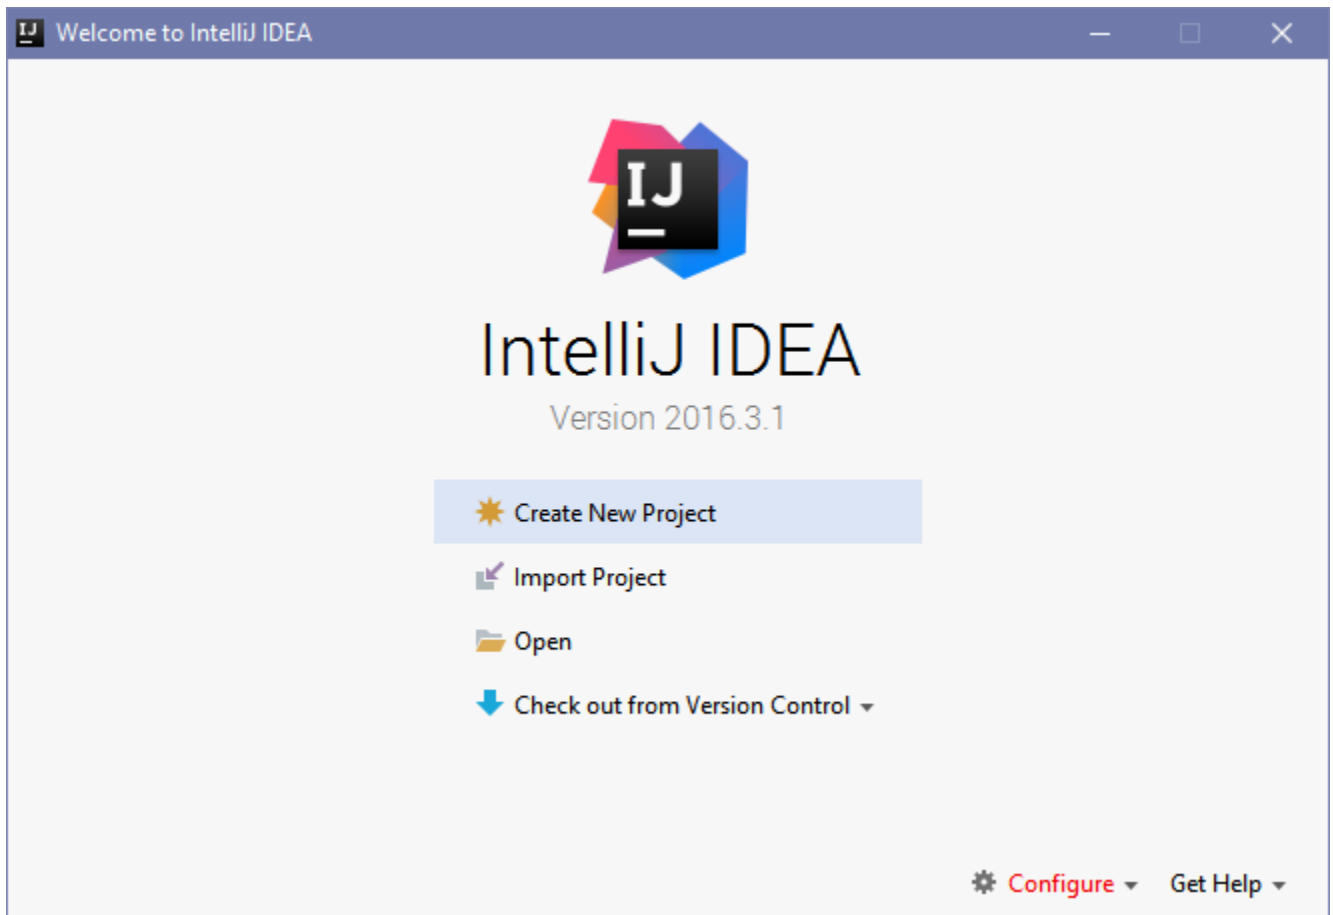 IJ Welcome to IntelliJ IDEA
IJ
IntelliJ IDEA
Version 2016.3.1
Create New Project
Import Project
Open
Check out from Version Control
Configure
Get Help